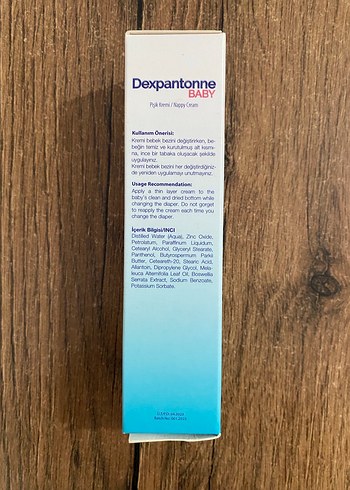 Dexpantonne
BABY
Pişik Kremi / Nappy Cream
Kullanım Önerisi:
Kremi bebek bezini değiştirirken, be-
beğin temiz ve kurutulmuş alt kısmı-
na, ince bir tabaka oluşacak şekilde
uygulayınız.
Kremi bebek bezini her değiştirdiğiniz-
de yeniden uygulamayı unutmayınız.
Usage Recommendation:
Apply a thin layer cream to the
baby's clean and dried bottom while
changing the diaper. Do not gorget
to reapply the cream each time you
change the diaper.
İçerik Bilgisi/INCI
Distilled Water (Aqua), Zinc Oxide,
Petrolatum, Paraffinum Liquidum,
Cetearyl Alcohol, Glyceryl Stearate,
Panthenol, Butyrospermum Parkii
Butter, Ceteareth-20, Stearic Acid,
Allantoin, Dipropylene Glycol, Mela-
leuca Alternifolia Leaf Oil, Boswellia
Serrata Extract, Sodium Benzoate,
Potassium Sorbate.